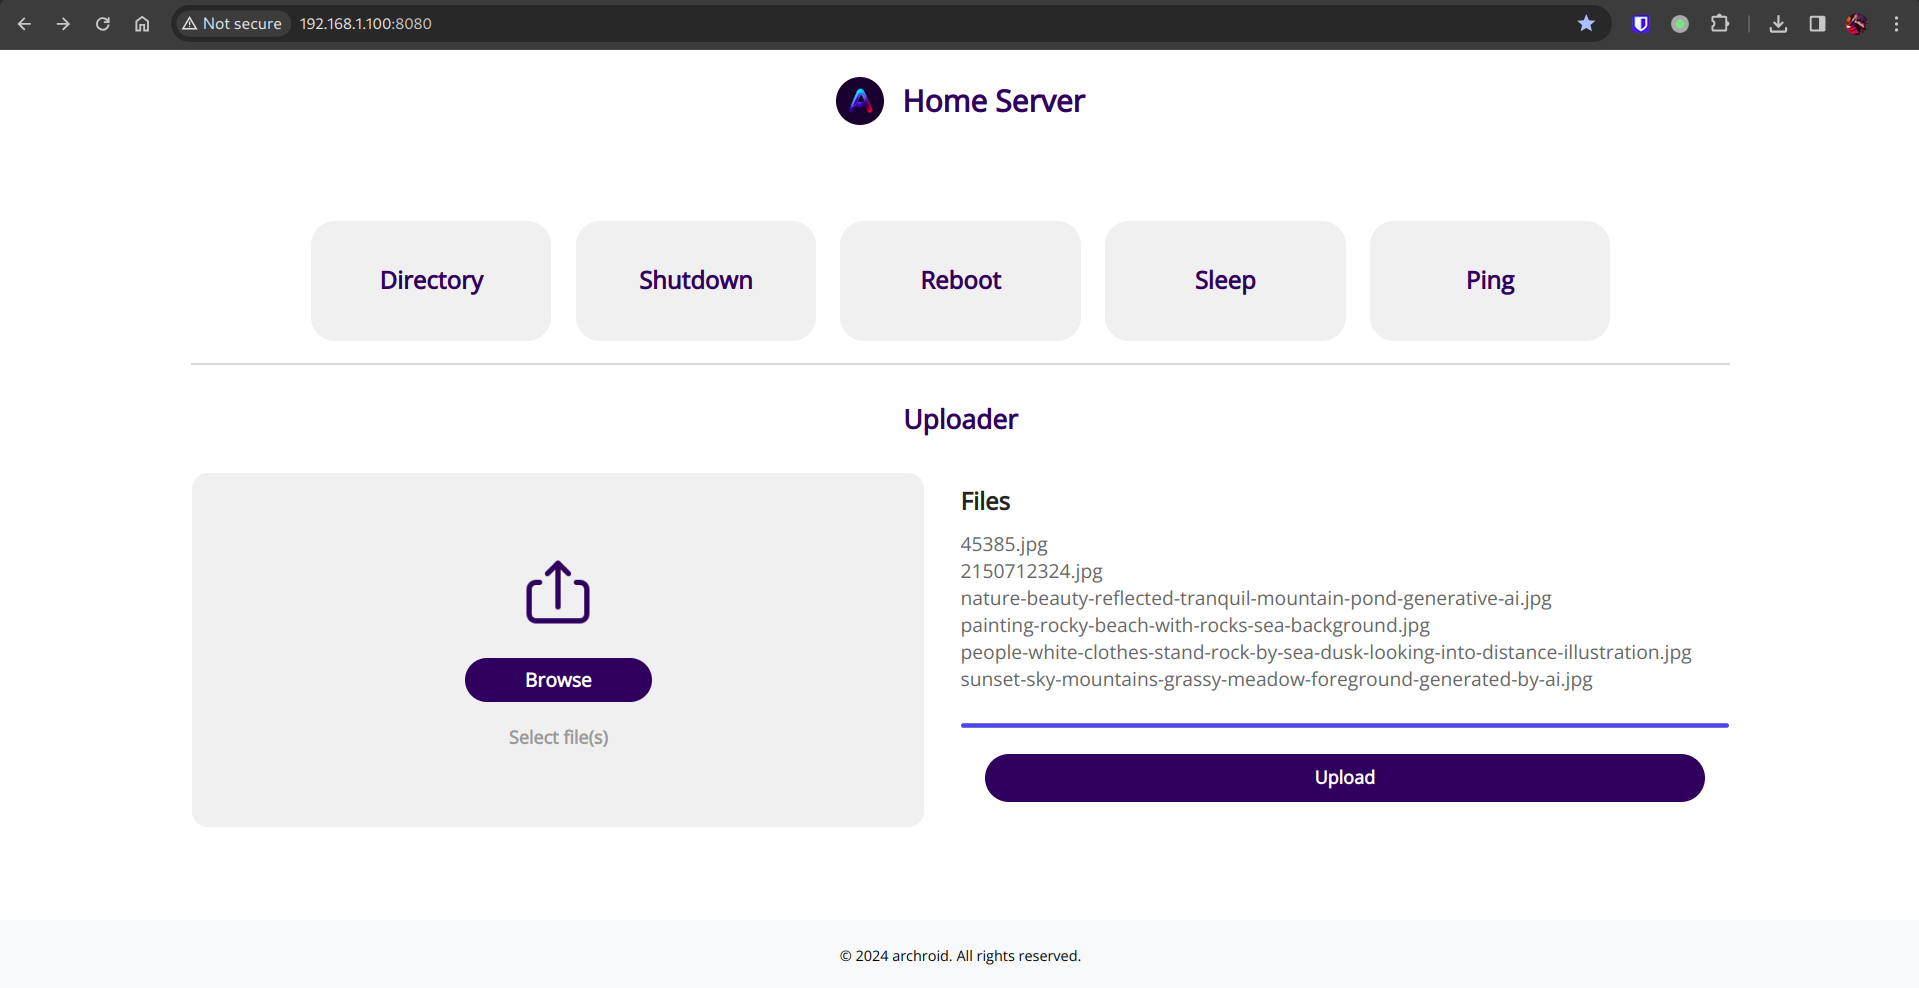 Not secure 192.168.1.100:8080
Home Server
Directory Shutdown Reboot Sleep Ping
Uploader
Browse
Select file(s)
Files
45385.jpg
2150712324.jpg
nature-beauty-reflected-tranquil-mountain-pond-generative-ai.jpg
painting-rocky-beach-with-rocks-sea-background.jpg
people-white-clothes-stand-rock-by-sea-dusk-looking-into-distance-illustration.jpg
sunset-sky-mountains-grassy-meadow-foreground-generated-by-ai.jpg
Upload
© 2024 archroid. All rights reserved.